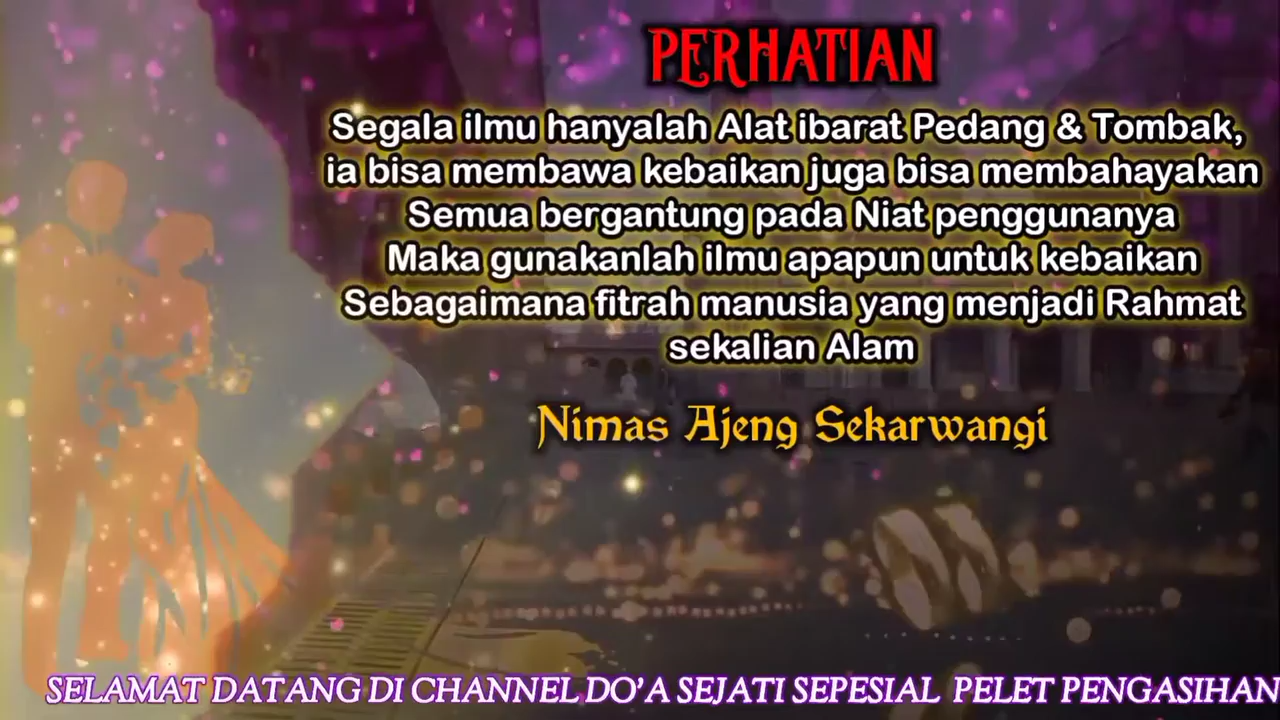 PERHATIAN
Segala ilmu hanyalah Alat ibarat Pedang & Tombak,
ia bisa membawa kebaikan juga bisa membahayakan
Semua bergantung pada Niat penggunanya
Maka gunakanlah ilmu apapun untuk kebaikan
Sebagaimana fitrah manusia yang menjadi Rahmat
sekalian Alam
Nimas Ajeng Sekarwangi
SELAMAT DATANG DI CHANNEL DO'A SEJATI SEPESIAL PELET PENGASIHAN